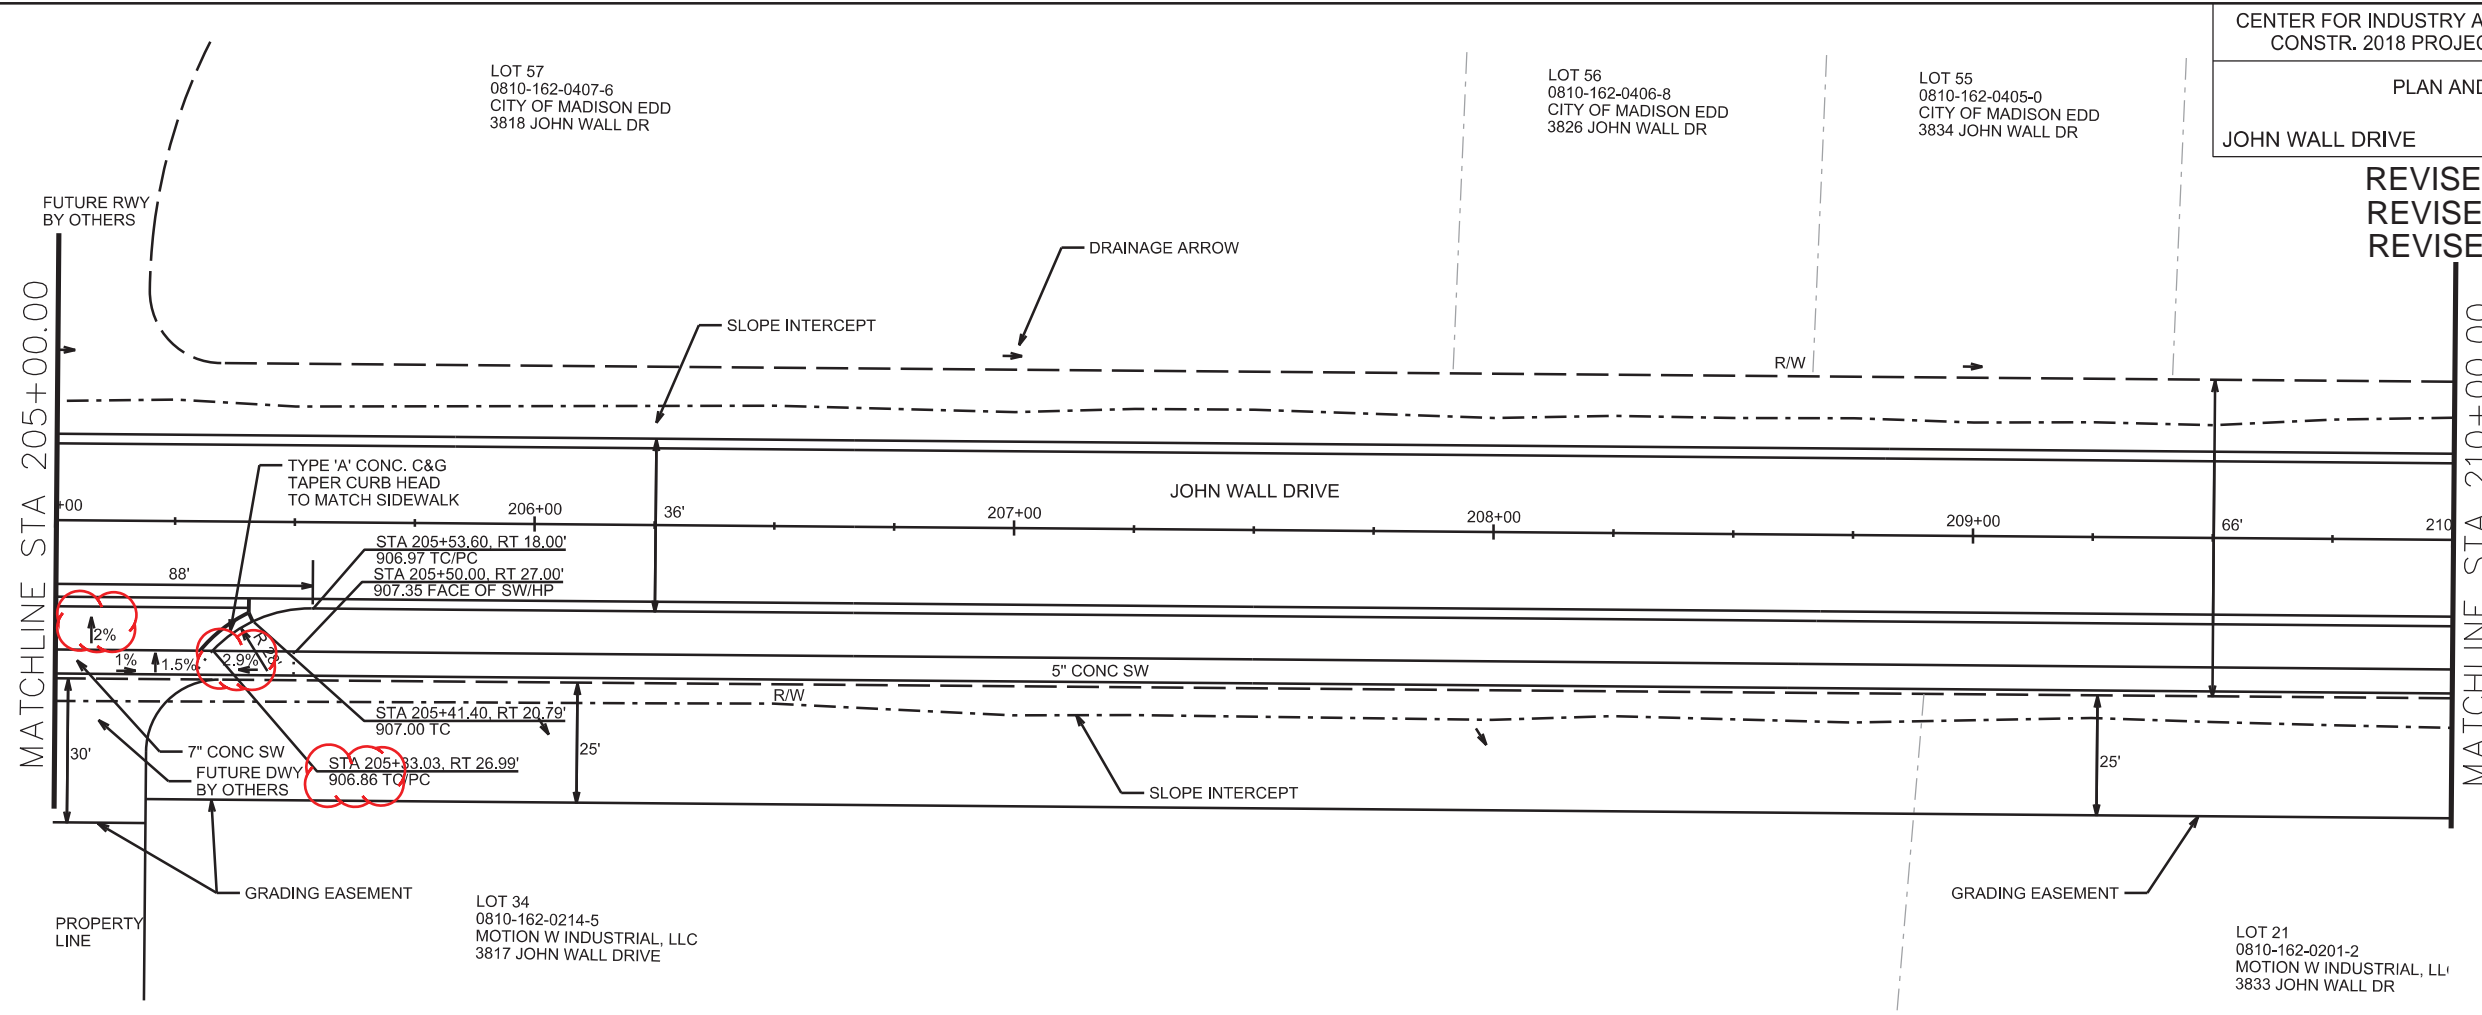 CENTER FOR INDUSTRY A
CONSTR. 2018 PROJEC
PLAN AND
JOHN WALL DRIVE
REVISE
REVISE
REVISE
LOT 57
0810-162-0407-6
CITY OF MADISON EDD
3818 JOHN WALL DR
LOT 56
0810-162-0406-8
CITY OF MADISON EDD
3826 JOHN WALL DR
LOT 55
0810-162-0405-0
CITY OF MADISON EDD
3834 JOHN WALL DR
FUTURE RWY
BY OTHERS
DRAINAGE ARROW
SLOPE INTERCEPT
R/W
MATCHLINE STA 205+00.00
MATCHLINE STA 210+00.00
TYPE 'A' CONC. C&G
TAPER CURB HEAD
TO MATCH SIDEWALK
JOHN WALL DRIVE
+00
206+00
36'
207+00
208+00
209+00
66'
210
STA 205+53.60, RT 18.00'
906.97 TC/PC
STA 205+50.00, RT 27.00'
907.35 FACE OF SW/HP
88'
2%
1%
1.5%
2.9%
5" CONC SW
R/W
STA 205+41.40, RT 20.79'
907.00 TC
STA 205+33.03, RT 26.99'
906.86 TC/PC
7" CONC SW
FUTURE DWY
BY OTHERS
30'
25'
25'
SLOPE INTERCEPT
GRADING EASEMENT
GRADING EASEMENT
PROPERTY
LINE
LOT 34
0810-162-0214-5
MOTION W INDUSTRIAL, LLC
3817 JOHN WALL DRIVE
LOT 21
0810-162-0201-2
MOTION W INDUSTRIAL, LL
3833 JOHN WALL DR